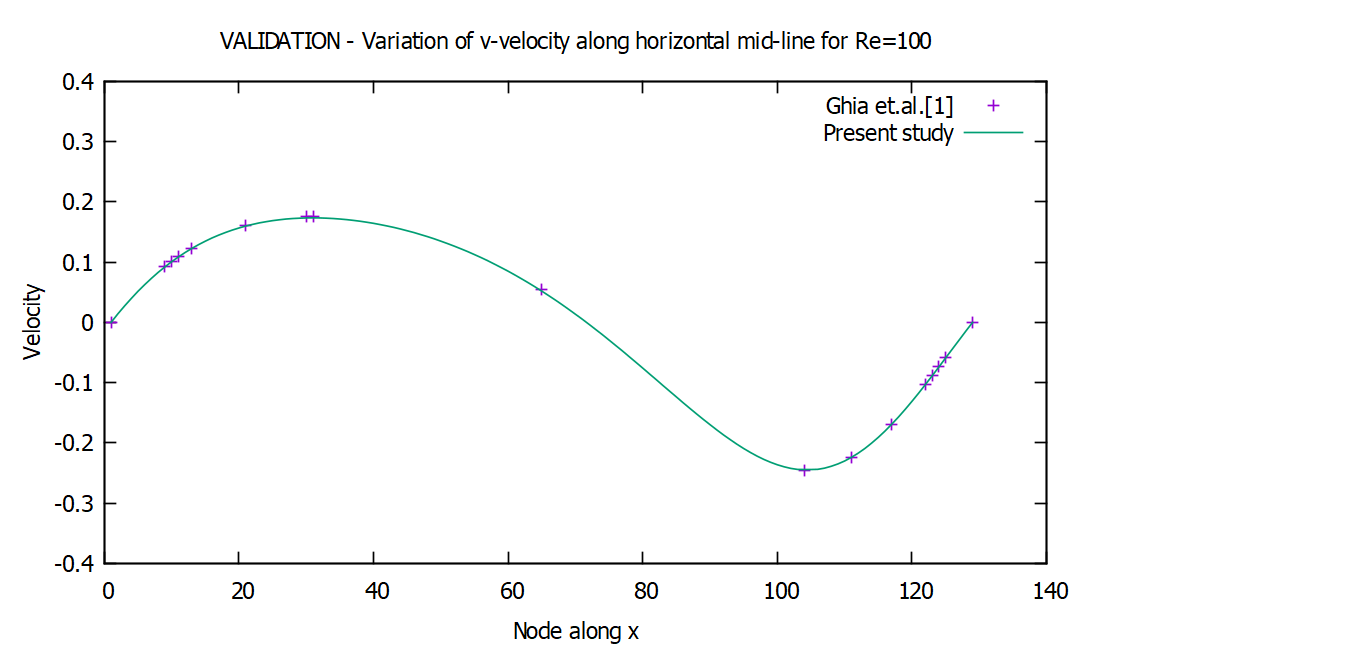 VALIDATION - Variation of v-velocity along horizontal mid-line for Re=100
Ghia et.al.[1]
Present study
0.4
0.3
0.2
0.1
0
-0.1
-0.2
-0.3
-0.4
Velocity
0 20 40 60 80 100 120 140
Node along x